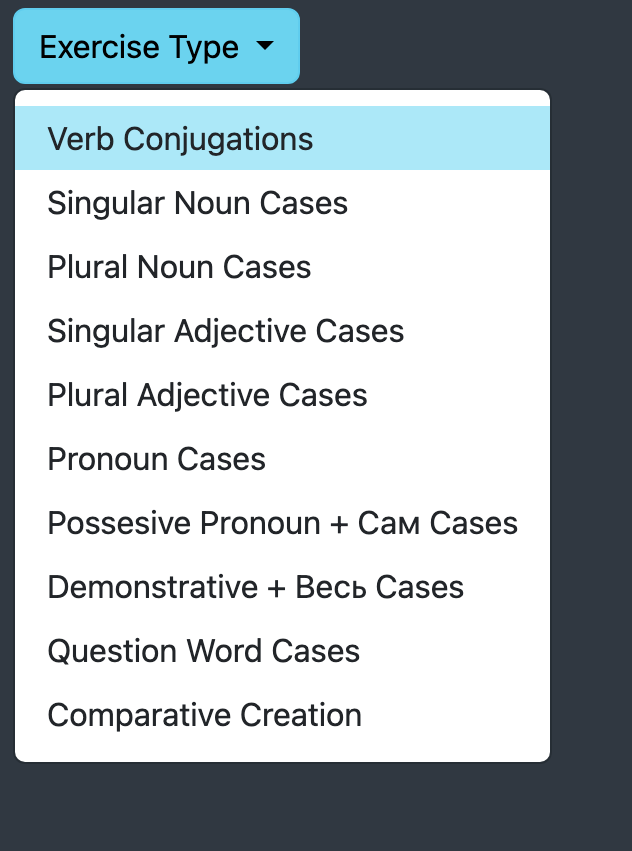 Exercise Type
Verb Conjugations
Singular Noun Cases
Plural Noun Cases
Singular Adjective Cases
Plural Adjective Cases
Pronoun Cases
Possesive Pronoun + Сам Cases
Demonstrative + Весь Cases
Question Word Cases
Comparative Creation